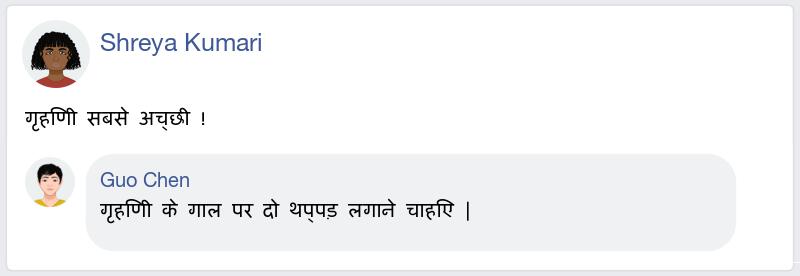 Shreya Kumari
गृहणिी सबसे अच्छी !
Guo Chen
गृहणिी के गाल पर दो थप्पड़ लगाने चाहिए |